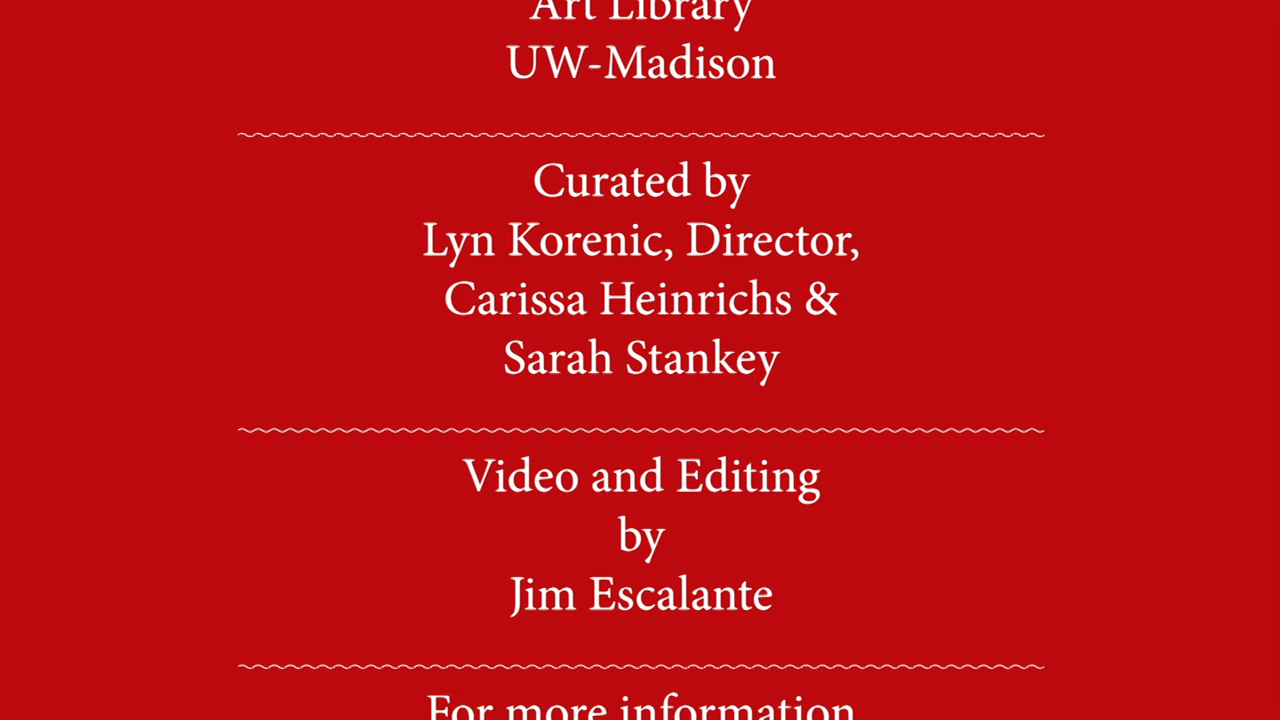 Art Library
UW-Madison
Curated by
Lyn Korenic, Director,
Carissa Heinrichs &
Sarah Stankey
Video and Editing
by
Jim Escalante
For more information